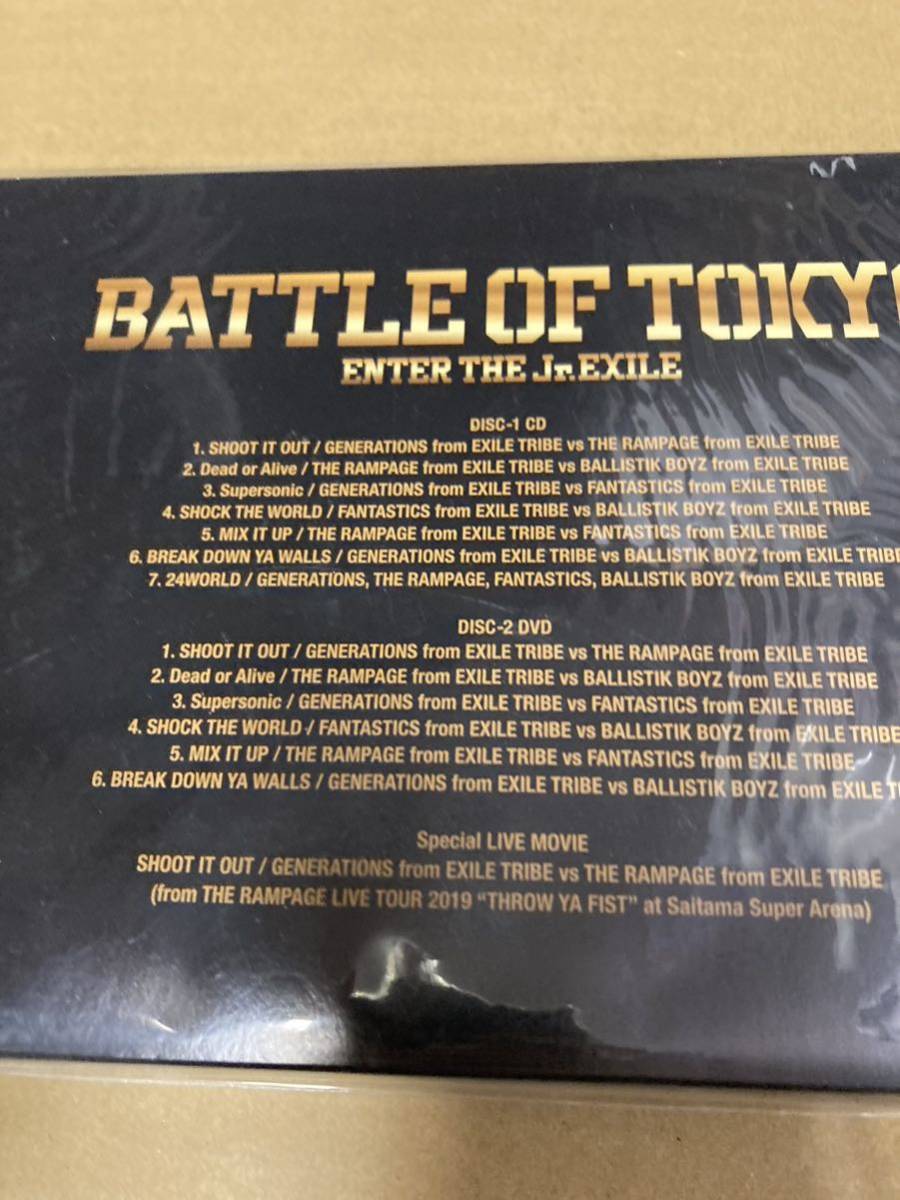 BATTLE OF TOKYO
ENTER THE Jr.EXILE
DISC-1 CD
1. SHOOT IT OUT / GENERATIONS from EXILE TRIBE vs THE RAMPAGE from EXILE TRIBE
2. Dead or Alive / THE RAMPAGE from EXILE TRIBE vs BALLISTIK BOYZ from EXILE TRIBE
3. Supersonic / GENERATIONS from EXILE TRIBE vs FANTASTICS from EXILE TRIBE
4. SHOCK THE WORLD / FANTASTICS from EXILE TRIBE vs BALLISTIK BOYZ from EXILE TRIBE
5. MIX IT UP / THE RAMPAGE from EXILE TRIBE vs FANTASTICS from EXILE TRIBE
6. BREAK DOWN YA WALLS / GENERATIONS from EXILE TRIBE vs BALLISTIK BOYZ from EXILE TRIBE
7. 24WORLD / GENERATIONS, THE RAMPAGE, FANTASTICS, BALLISTIK BOYZ from EXILE TRIBE
DISC-2 DVD
1. SHOOT IT OUT / GENERATIONS from EXILE TRIBE vs THE RAMPAGE from EXILE TRIBE
2. Dead or Alive / THE RAMPAGE from EXILE TRIBE vs BALLISTIK BOYZ from EXILE TRIBE
3. Supersonic / GENERATIONS from EXILE TRIBE vs FANTASTICS from EXILE TRIBE
4. SHOCK THE WORLD / FANTASTICS from EXILE TRIBE vs BALLISTIK BOYZ from EXILE TRIBE
5. MIX IT UP / THE RAMPAGE from EXILE TRIBE vs FANTASTICS from EXILE TRIBE
6. BREAK DOWN YA WALLS / GENERATIONS from EXILE TRIBE vs BALLISTIK BOYZ from EXILE
Special LIVE MOVIE
SHOOT IT OUT / GENERATIONS from EXILE TRIBE vs THE RAMPAGE from EXILE TRIBE
(from THE RAMPAGE LIVE TOUR 2019 "THROW YA FIST" at Saitama Super Arena)